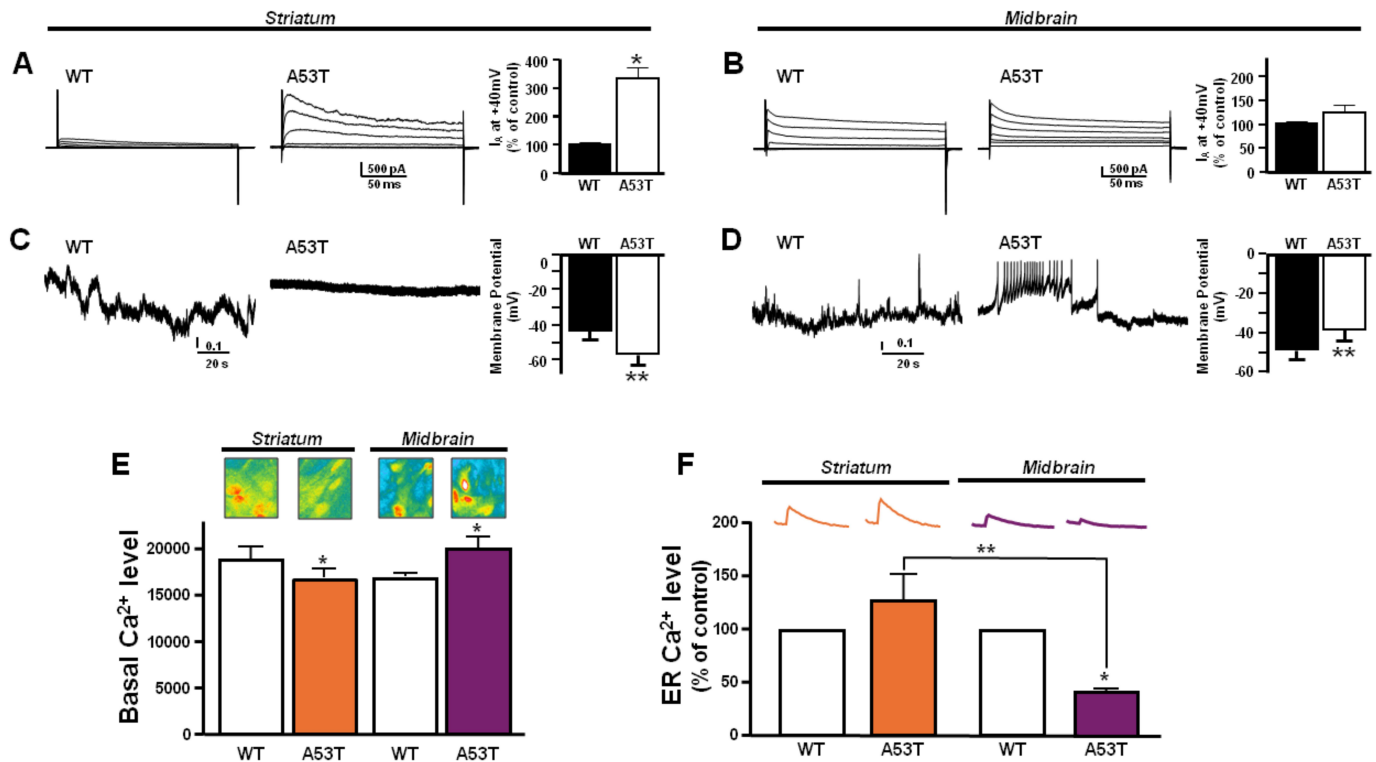 Striatum
Midbrain
A
WT
A53T
500 pA
50 ms
at +40mV
(% of control)
400
300
200
100
0
*
WT
A53T
B
WT
A53T
500 pA
50 ms
at +40mV
(% of control)
200
150
100
50
0
WT
A53T
C
WT
A53T
0.1
20 s
Membrane Potential
(mV)
WT
A53T
0
-20
-40
-60
**
D
WT
A53T
0.1
20 s
Membrane Potential
(mV)
WT
A53T
0
-20
-40
-60
**
E
Striatum
Midbrain
Basal Ca²⁺ level
20000
15000
10000
5000
0
*
*
WT
A53T
WT
A53T
F
Striatum
Midbrain
ER Ca²⁺ level
(% of control)
200
150
100
50
0
**
*
WT
A53T
WT
A53T